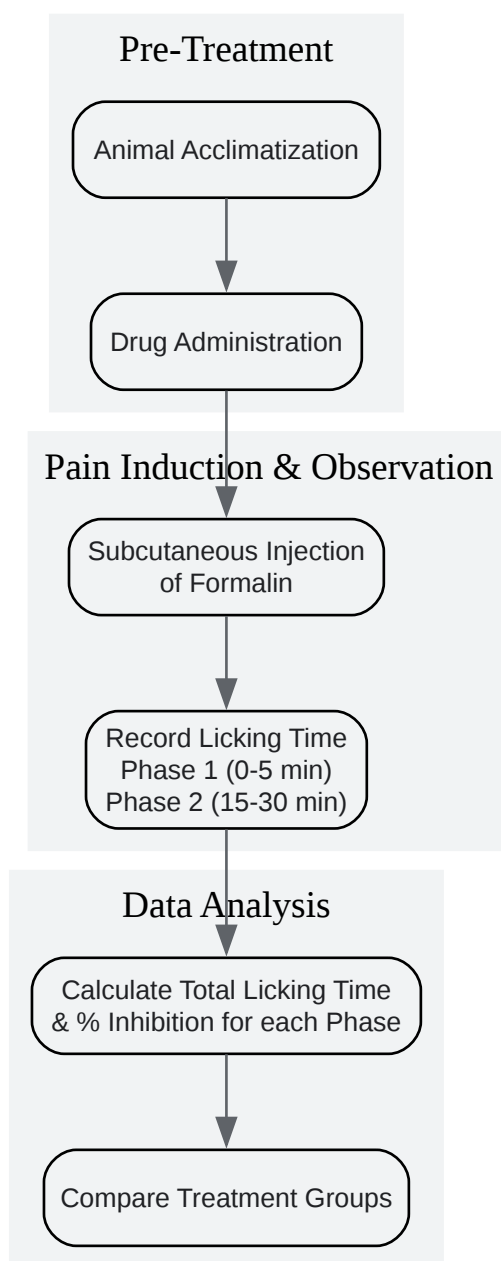 Pre-Treatment
Animal Acclimatization
Drug Administration
Pain Induction & Observation
Subcutaneous Injection
of Formalin
Record Licking Time
Phase 1 (0-5 min)
Phase 2 (15-30 min)
Data Analysis
Calculate Total Licking Time
& % Inhibition for each Phase
Compare Treatment Groups